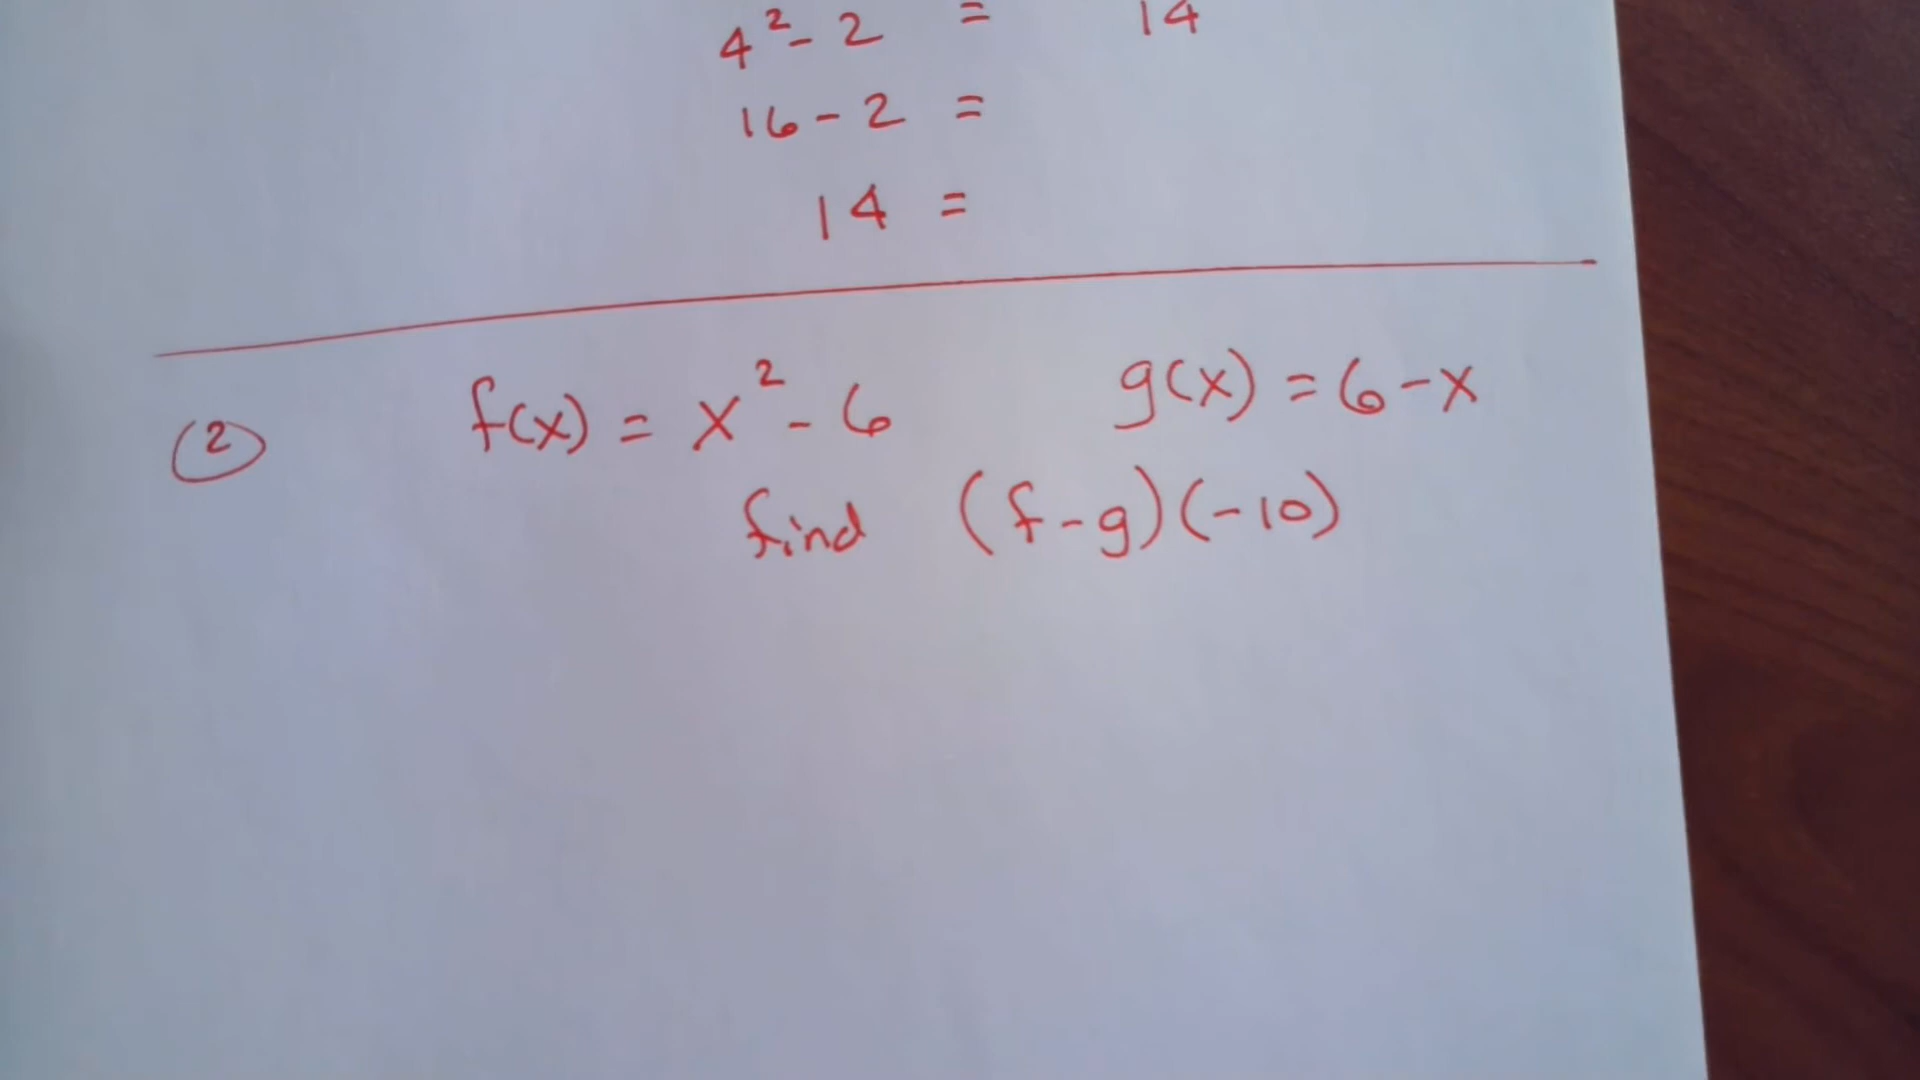 4² - 2 = 14
16 - 2 =
14 =
② f(x) = x² - 6 g(x) = 6 - x
find (f - g)(-10)